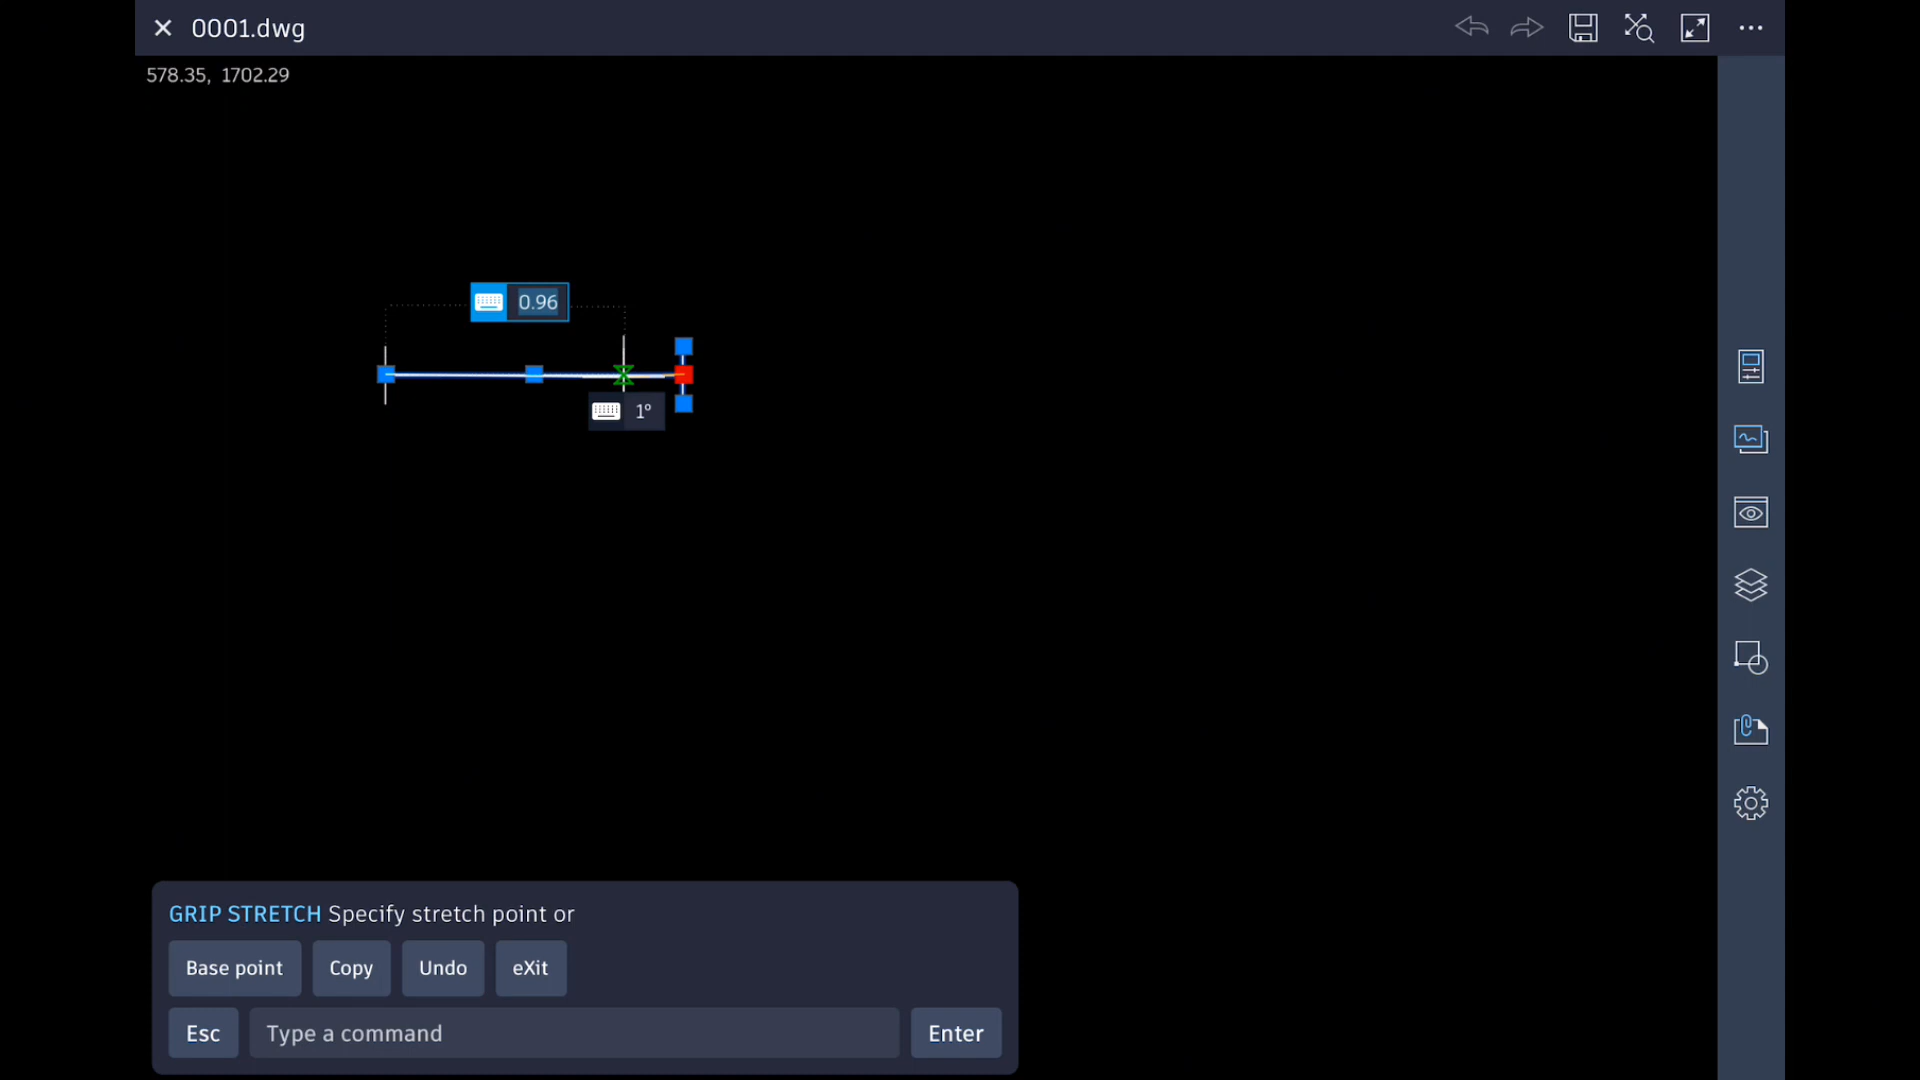 0001.dwg
578.35, 1702.29
0.96
1°
GRIP STRETCH Specify stretch point or
Base point Copy Undo eXit
Esc Type a command Enter